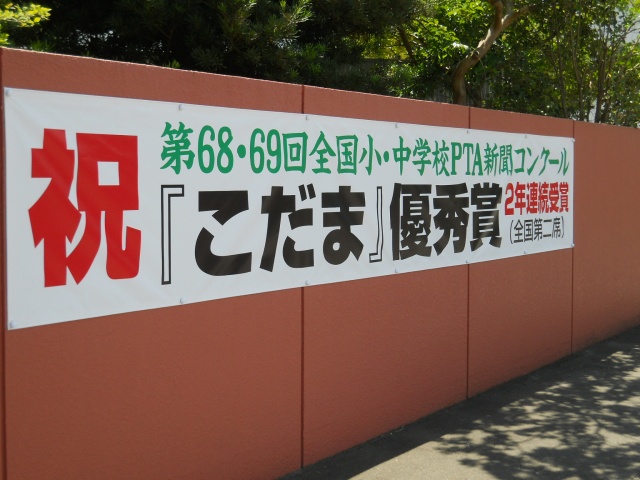 祝
第68・69回全国小・中学校PTA新聞コンクール
『こだま』優秀賞
2年連続受賞
(全国第二席)